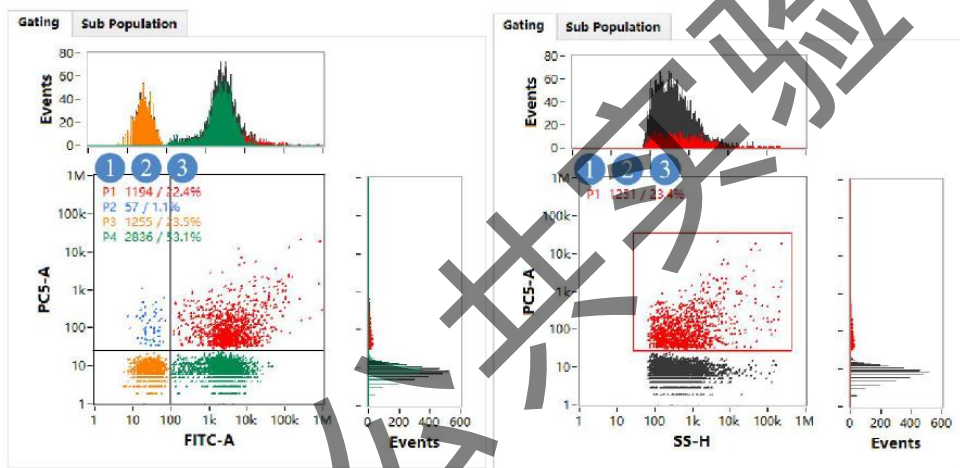 Gating Sub Population
80
60
40
20
0
Events
1 2 3
P1 1194 / 22.4%
P2 57 / 1.1%
P3 1255 / 23.5%
P4 2836 / 53.1%
1M
100k
10k
1k
100
10
1
PC5-A
1 10 100 1k 10k 100k 1M
FITC-A
0 200 400 600
Events
Gating Sub Population
80
60
40
20
0
Events
1 2 3
P1 1251 / 23.4%
1M
100k
10k
1k
100
10
1
PC5-A
1 10 100 1k 10k 100k 1M
SS-H
0 200 400 600
Events
公共实验